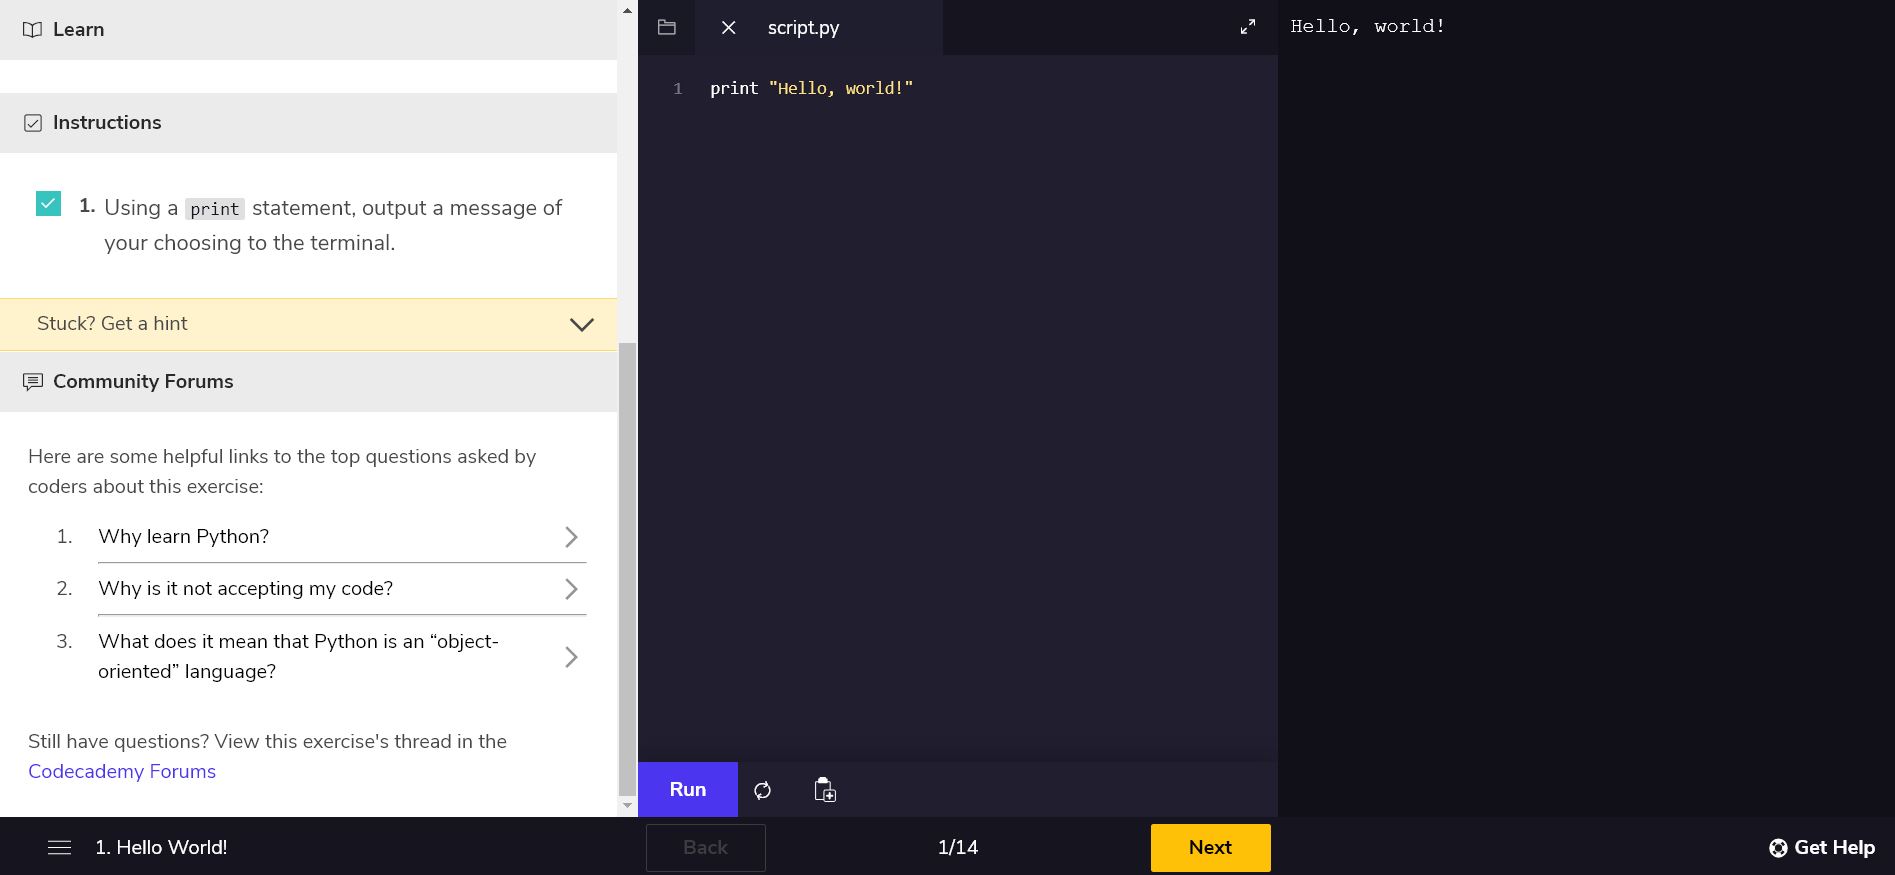 Learn
Instructions
1. Using a print statement, output a message of
your choosing to the terminal.
Stuck? Get a hint
Community Forums
Here are some helpful links to the top questions asked by
coders about this exercise:
1. Why learn Python?
2. Why is it not accepting my code?
3. What does it mean that Python is an “object-
oriented” language?
Still have questions? View this exercise's thread in the
Codecademy Forums
script.py
1 print "Hello, world!"
Run
Hello, world!
1. Hello World!
Back
1/14
Next
Get Help